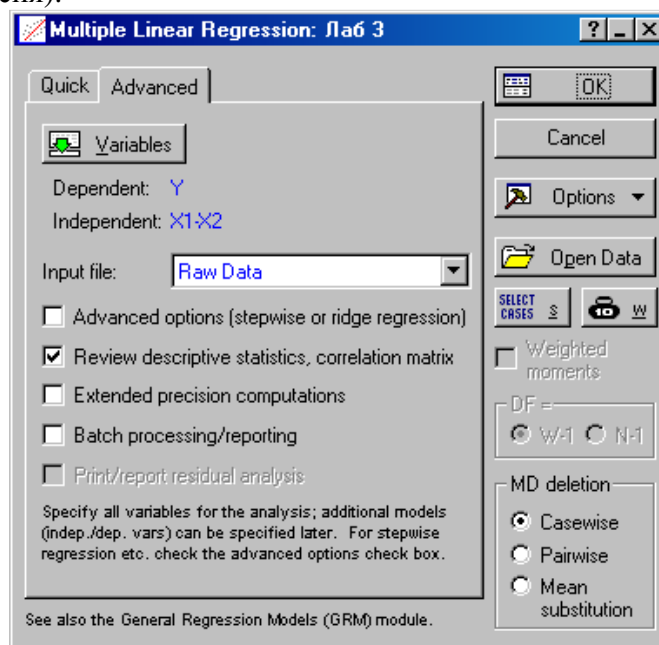 ния).
Multiple Linear Regression: Лаб 3
Quick Advanced
Variables
Dependent: Y
Independent: X1-X2
Input file: Raw Data
Advanced options (stepwise or ridge regression)
Review descriptive statistics, correlation matrix
Extended precision computations
Batch processing/reporting
Print/report residual analysis
Specify all variables for the analysis; additional models
(indep./dep. vars) can be specified later. For stepwise
regression etc. check the advanced options check box.
See also the General Regression Models (GRM) module.
OK
Cancel
Options
Open Data
SELECT
CASES S W
Weighted
moments
DF =
W-1 N-1
MD deletion
Casewise
Pairwise
Mean
substitution